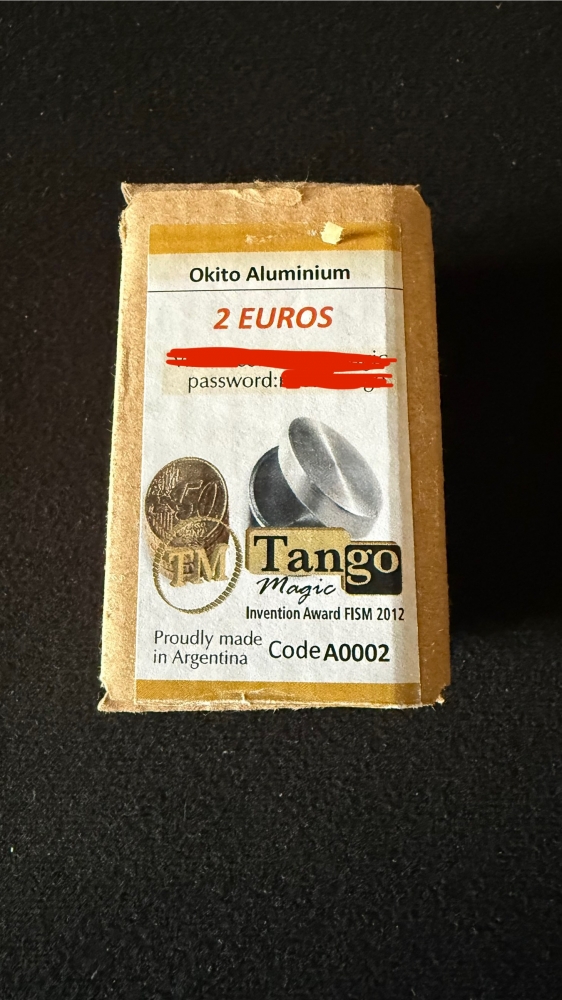 Okito Aluminium
2 EUROS
password:
50
TM
Tango
Magic
Invention Award FISM 2012
Proudly made
in Argentina
Code A0002